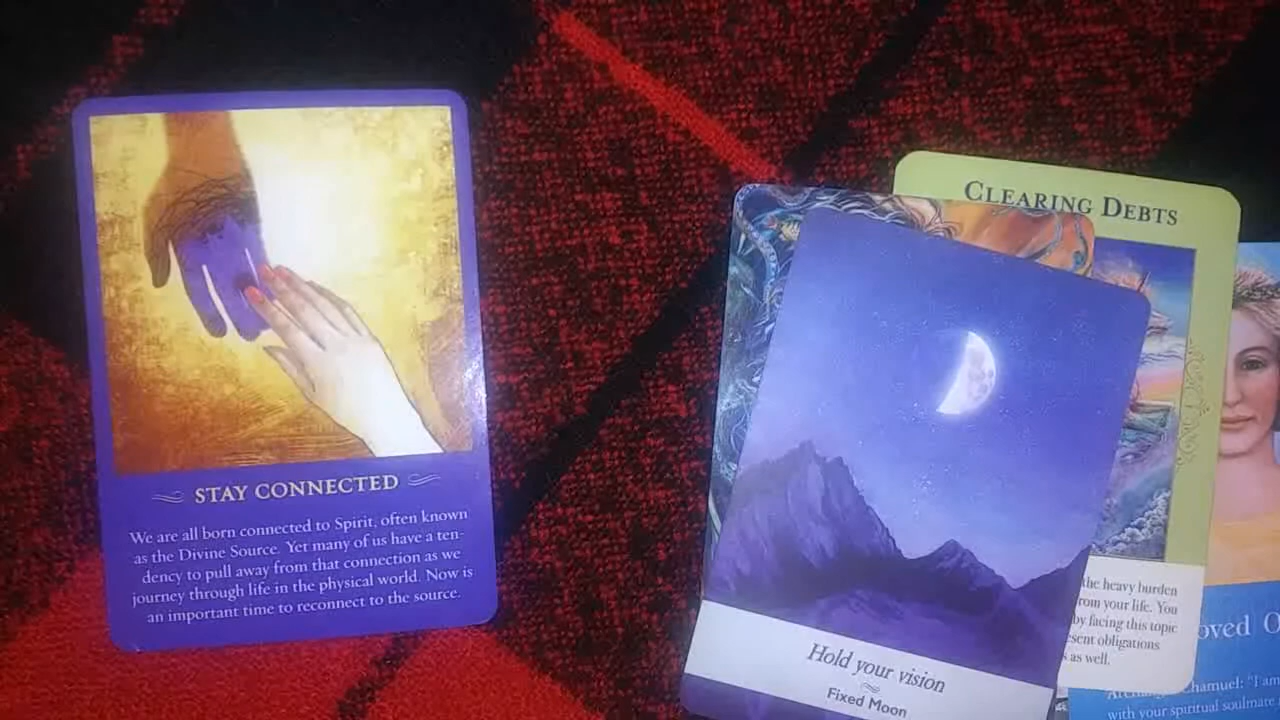 STAY CONNECTED
We are all born connected to Spirit, often known
as the Divine Source. Yet many of us have a ten-
dency to pull away from that connection as we
journey through life in the physical world. Now is
an important time to reconnect to the source.
CLEARING DEBTS
the heavy burden
from your life. You
by facing this topic
esent obligations
as well.
Hold your vision
Fixed Moon
oved O
Chamuel: "I am
with your spiritual soulmate